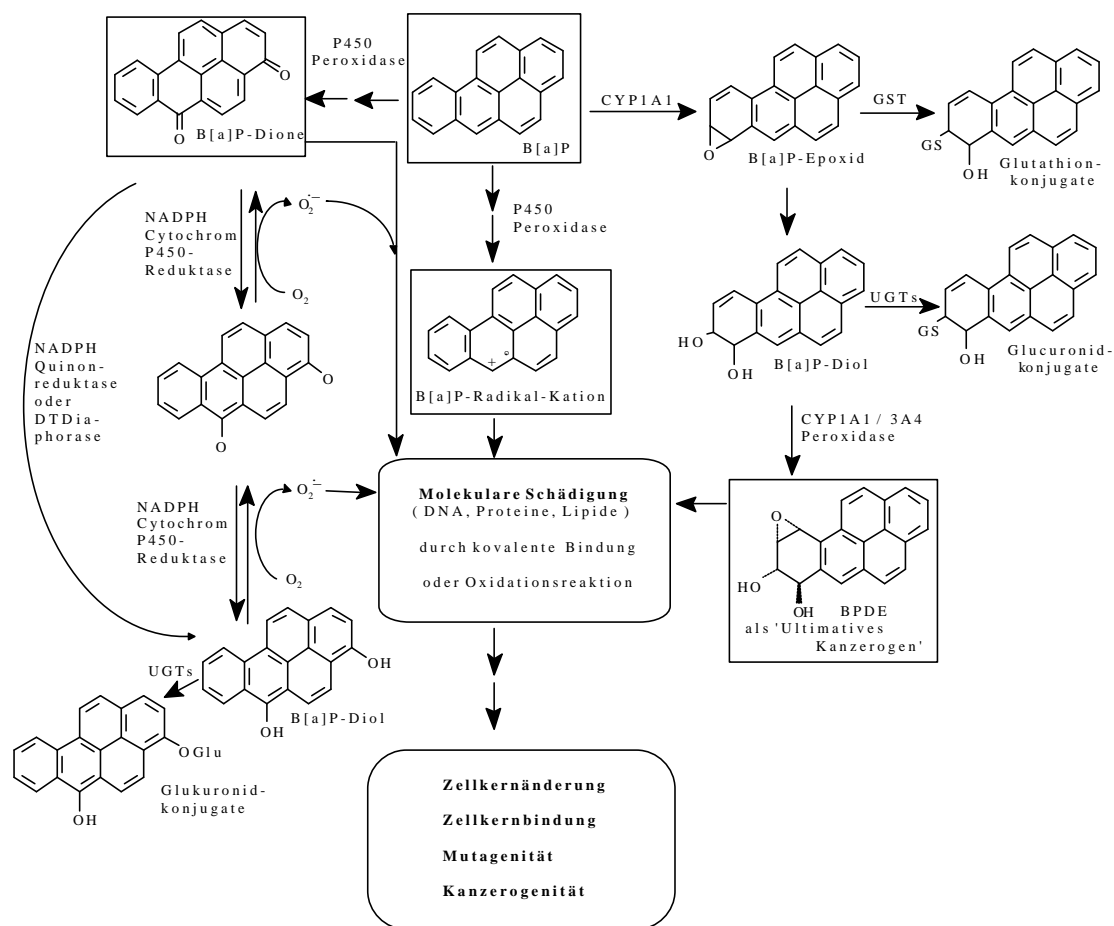 P450
Peroxidase
O
O
B[a]P-Dione
B[a]P
CYP1A1
O
B[a]P-Epoxid
GST
GS
OH
Glutathion-
konjugate
NADPH
Cytochrom
P450-
Reduktase
O2·−
O2
P450
Peroxidase
HO
OH
B[a]P-Diol
UGTs
GS
OH
Glucuronid-
konjugate
NADPH
Quinon-
reduktase
oder
DTDia-
phorase
O
O
+ °
B[a]P-Radikal-Kation
CYP1A1 / 3A4
Peroxidase
NADPH
Cytochrom
P450-
Reduktase
O2·−
O2
Molekulare Schädigung
( DNA, Proteine, Lipide )
durch kovalente Bindung
oder Oxidationsreaktion
O
HO
OH
BPDE
als 'Ultimatives
Kanzerogen'
UGTs
OH
OH
B[a]P-Diol
OGlu
OH
Glukuronid-
konjugate
Zellkernänderung
Zellkernbindung
Mutagenität
Kanzerogenität